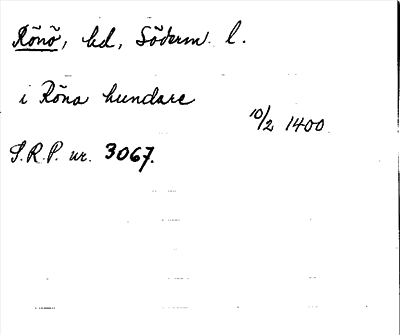 Rönö, hd, Söderm. l.
i Röna hundare
10/2 1400.
S.R.P. nr. 3067.